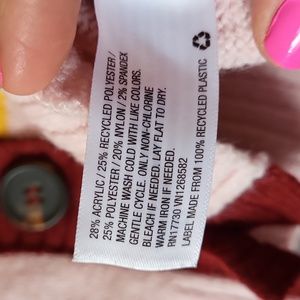 28% ACRYLIC / 25% RECYCLED POLYESTER /
25% POLYESTER / 20% NYLON / 2% SPANDEX
MACHINE WASH COLD WITH LIKE COLORS.
GENTLE CYCLE. ONLY NON-CHLORINE
BLEACH IF NEEDED. LAY FLAT TO DRY.
WARM IRON IF NEEDED.
RN17730 VN1268582
LABEL MADE FROM 100% RECYCLED PLASTIC